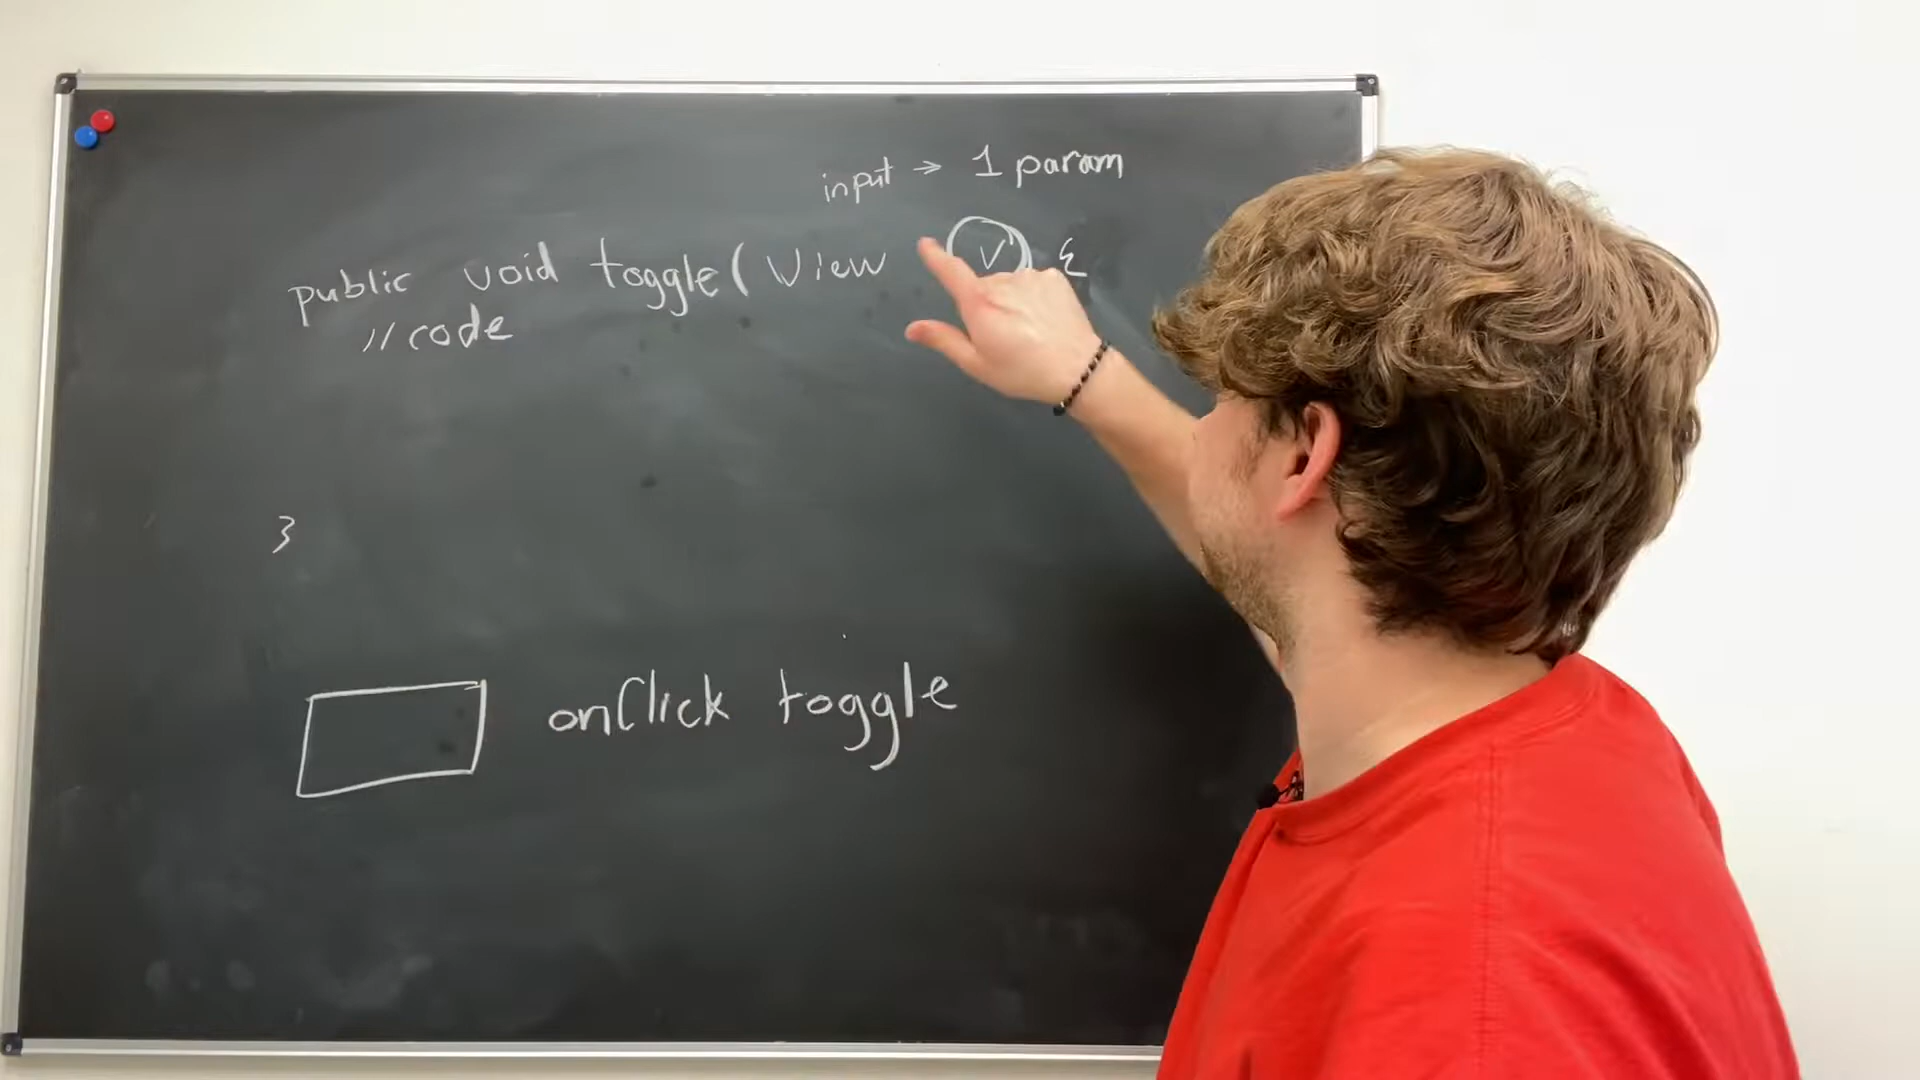 input → 1 param
public void toggle( View v) {
// code
}
onClick toggle